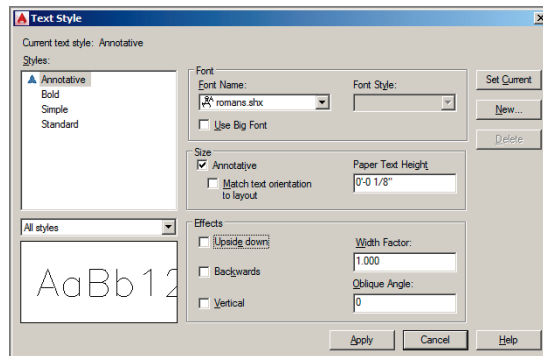 Text Style
Current text style: Annotative
Styles:
Annotative
Bold
Simple
Standard
All styles
AaBb12
Font
Font Name:
romans.shx
Use Big Font
Font Style:
Size
Annotative
Match text orientation
to layout
Paper Text Height
0'-0 1/8"
Effects
Upside down
Backwards
Vertical
Width Factor:
1.000
Oblique Angle:
0
Set Current
New...
Delete
Apply
Cancel
Help